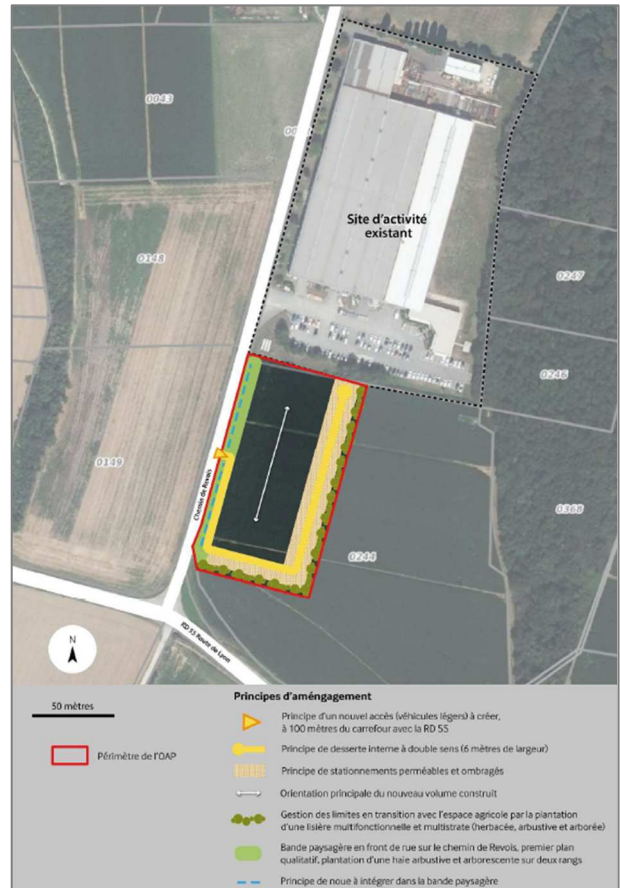 0043
00
Site d'activité
existant
0148
0247
0246
0149
Chemin de Revois
0368
0244
RD 55 Route de Lyon
N
50 mètres
Périmètre de l'OAP
Principes d'aménagement
Principe d'un nouvel accès (véhicules légers) à créer,
à 100 mètres du carrefour avec la RD 55
Principe de desserte interne à double sens (6 mètres de largeur)
Principe de stationnements perméables et ombragés
Orientation principale du nouveau volume construit
Gestion des limites en transition avec l'espace agricole par la plantation
d'une lisière multifonctionnelle et multistrate (herbacée, arbustive et arborée)
Bande paysagère en front de rue sur le chemin de Revois, premier plan
qualitatif, plantation d'une haie arbustive et arborescente sur deux rangs
Principe de noue à intégrer dans la bande paysagère